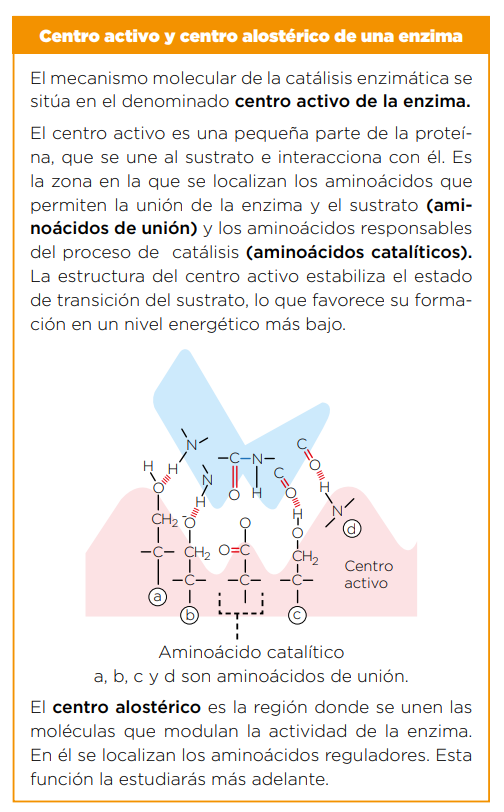 Centro activo y centro alostérico de una enzima
El mecanismo molecular de la catálisis enzimática se
sitúa en el denominado centro activo de la enzima.
El centro activo es una pequeña parte de la proteí-
na, que se une al sustrato e interacciona con él. Es
la zona en la que se localizan los aminoácidos que
permiten la unión de la enzima y el sustrato (ami-
noácidos de unión) y los aminoácidos responsables
del proceso de catálisis (aminoácidos catalíticos).
La estructura del centro activo estabiliza el estado
de transición del sustrato, lo que favorece su forma-
ción en un nivel energético más bajo.
N
C
H
H
–C–N–
O
C
N
O
H
O
H
O
H
H
H
N
CH₂
-O
O
O
d
–C–
CH₂
O=C
CH₂
Centro
activo
–C–
–C–
–C–
a
b
c
Aminoácido catalítico
a, b, c y d son aminoácidos de unión.
El centro alostérico es la región donde se unen las
moléculas que modulan la actividad de la enzima.
En él se localizan los aminoácidos reguladores. Esta
función la estudiarás más adelante.